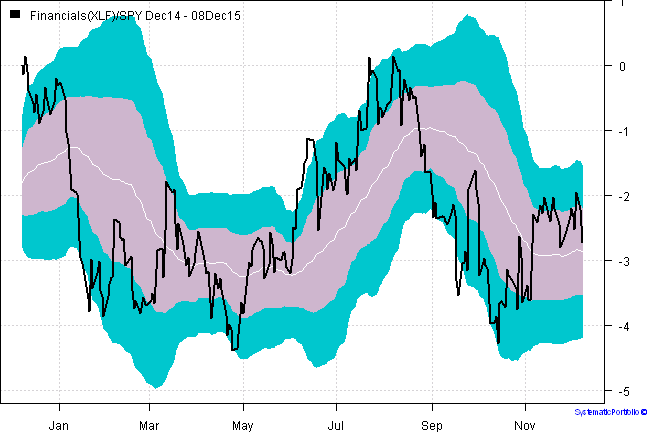 Financials(XLF)/SPY Dec14 - 08Dec15
1
0
-1
-2
-3
-4
-5
Jan Mar May Jul Sep Nov
SystematicPortfolio ©